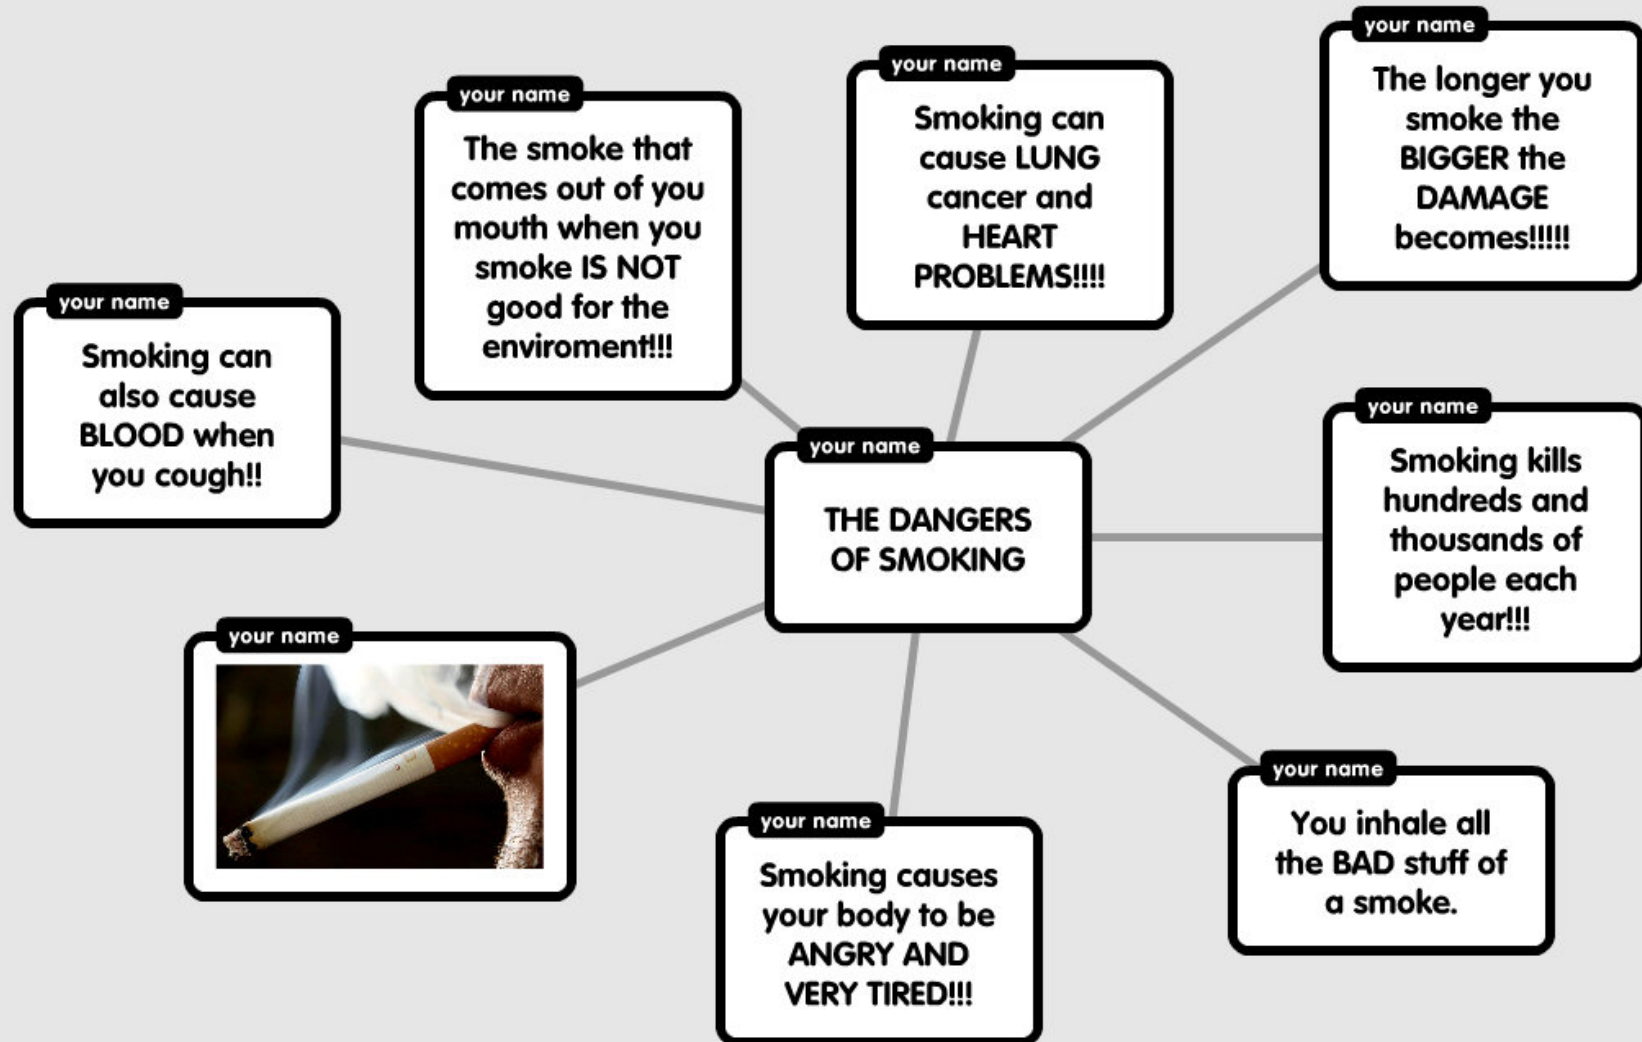 your name
The smoke that
comes out of you
mouth when you
smoke IS NOT
good for the
enviroment!!!
your name
Smoking can
cause LUNG
cancer and
HEART
PROBLEMS!!!!
your name
The longer you
smoke the
BIGGER the
DAMAGE
becomes!!!!!
your name
Smoking can
also cause
BLOOD when
you cough!!
your name
THE DANGERS
OF SMOKING
your name
Smoking kills
hundreds and
thousands of
people each
year!!!
your name
your name
Smoking causes
your body to be
ANGRY AND
VERY TIRED!!!
your name
You inhale all
the BAD stuff of
a smoke.